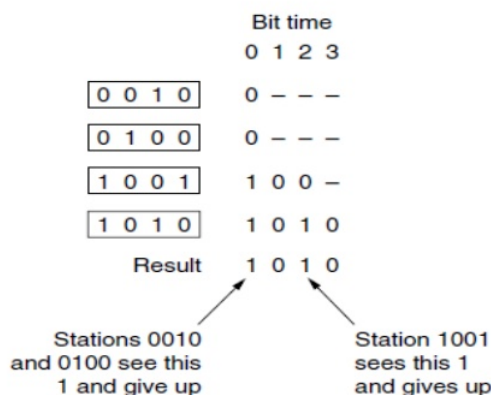 Bit time
0 1 2 3
0 0 1 0 0 – – –
0 1 0 0 0 – – –
1 0 0 1 1 0 0 –
1 0 1 0 1 0 1 0
Result 1 0 1 0
Stations 0010
and 0100 see this
1 and give up
Station 1001
sees this 1
and gives up